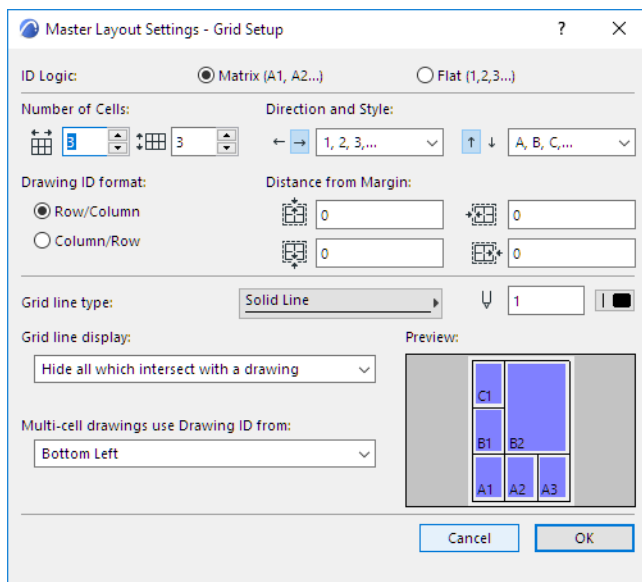 Master Layout Settings - Grid Setup
ID Logic: Matrix (A1, A2...) Flat (1,2,3...)
Number of Cells: Direction and Style:
3 3 1, 2, 3,... A, B, C,...
Drawing ID format: Distance from Margin:
Row/Column 0 0
Column/Row 0 0
Grid line type: Solid Line 1
Grid line display: Preview:
Hide all which intersect with a drawing
C1
Multi-cell drawings use Drawing ID from:
B1 B2
Bottom Left
A1 A2 A3
Cancel OK